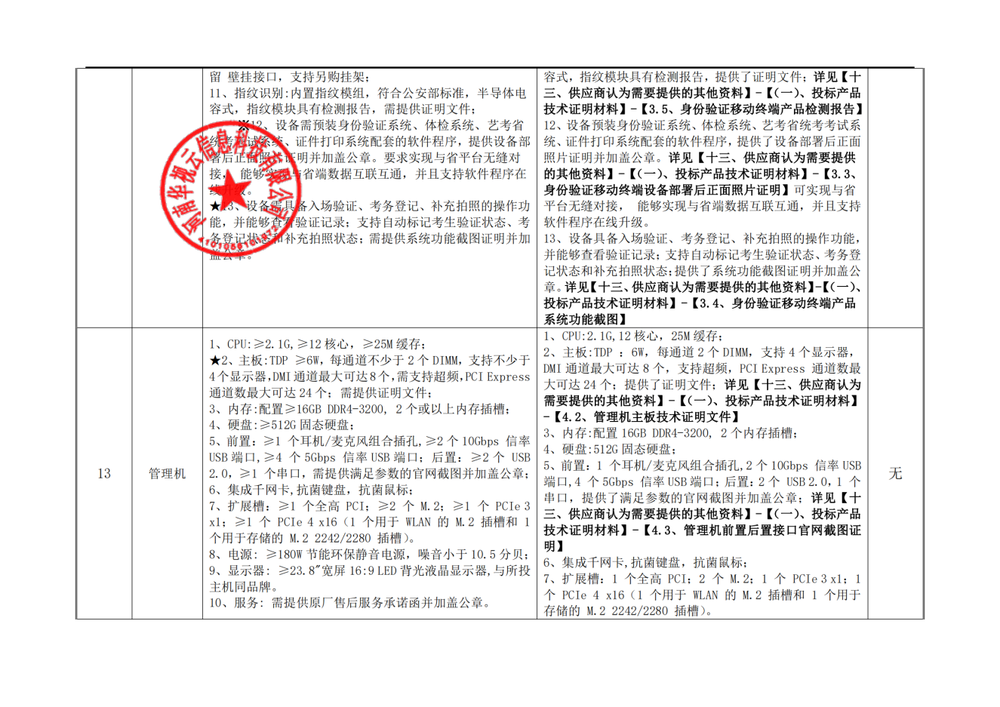 留 壁挂接口，支持另购挂架；
11、指纹识别:内置指纹模组，符合公安部标准，半导体电
容式，指纹模块具有检测报告，需提供证明文件；
※12、设备需预装身份验证系统、体检系统、艺考省
统考考试系统、证件打印系统配套的软件程序，提供设备部
署后正面照片证明并加盖公章。要求实现与省平台无缝对
接， 能够实现与省端数据互联互通，并且支持软件程序在
线升级。
★13、设备需具备入场验证、考务登记、补充拍照的操作功
能，并能够查看验证记录；支持自动标记考生验证状态、考
务登记状态和补充拍照状态；需提供系统功能截图证明并加
盖公章。
河南华视云信息科技有限公司
容式，指纹模块具有检测报告，提供了证明文件；详见【十
三、供应商认为需要提供的其他资料】-【（一）、投标产品
技术证明材料】-【3.5、身份验证移动终端产品检测报告】
12、设备预装身份验证系统、体检系统、艺考省统考考试系
统、证件打印系统配套的软件程序，提供了设备部署后正面
照片证明并加盖公章。详见【十三、供应商认为需要提供
的其他资料】-【（一）、投标产品技术证明材料】-【3.3、
身份验证移动终端设备部署后正面照片证明】可实现与省
平台无缝对接， 能够实现与省端数据互联互通，并且支持
软件程序在线升级。
13、设备具备入场验证、考务登记、补充拍照的操作功能，
并能够查看验证记录；支持自动标记考生验证状态、考务登
记状态和补充拍照状态；提供了系统功能截图证明并加盖公
章。详见【十三、供应商认为需要提供的其他资料】-【（一）、
投标产品技术证明材料】-【3.4、身份验证移动终端产品
系统功能截图】
13
管理机
1、CPU:≥2.1G,≥12 核心，≥25M 缓存；
★2、主板:TDP ≥6W，每通道不少于 2 个 DIMM，支持不少于
4 个显示器，DMI 通道最大可达 8 个，需支持超频，PCI Express
通道数最大可达 24 个；需提供证明文件；
3、内存:配置≥16GB DDR4-3200, 2 个或以上内存插槽；
4、硬盘:≥512G 固态硬盘；
5、前置：≥1 个耳机/麦克风组合插孔,≥2 个 10Gbps 信率
USB 端口,≥4 个 5Gbps 信率 USB 端口；后置：≥2 个 USB
2.0，≥1 个串口，需提供满足参数的官网截图并加盖公章；
6、集成千网卡,抗菌键盘，抗菌鼠标；
7、扩展槽：≥1 个全高 PCI；≥2 个 M.2；≥1 个 PCIe 3
x1；≥1 个 PCIe 4 x16（1 个用于 WLAN 的 M.2 插槽和 1
个用于存储的 M.2 2242/2280 插槽）。
8、电源: ≥180W 节能环保静音电源，噪音小于 10.5 分贝；
9、显示器: ≥23.8″宽屏 16:9 LED 背光液晶显示器,与所投
主机同品牌。
10、服务: 需提供原厂售后服务承诺函并加盖公章。
1、CPU:2.1G,12 核心，25M 缓存；
2、主板:TDP : 6W，每通道 2 个 DIMM，支持 4 个显示器，
DMI 通道最大可达 8 个，支持超频，PCI Express 通道数最
大可达 24 个；提供了证明文件；详见【十三、供应商认为
需要提供的其他资料】-【（一）、投标产品技术证明材料】
-【4.2、管理机主板技术证明文件】
3、内存:配置 16GB DDR4-3200, 2 个内存插槽；
4、硬盘:512G 固态硬盘；
5、前置：1 个耳机/麦克风组合插孔,2 个 10Gbps 信率 USB
端口,4 个 5Gbps 信率 USB 端口；后置：2 个 USB 2.0，1 个
串口，提供了满足参数的官网截图并加盖公章；详见【十
三、供应商认为需要提供的其他资料】-【（一）、投标产品
技术证明材料】-【4.3、管理机前置后置接口官网截图证
明】
6、集成千网卡,抗菌键盘，抗菌鼠标；
7、扩展槽：1 个全高 PCI；2 个 M.2；1 个 PCIe 3 x1；1
个 PCIe 4 x16（1 个用于 WLAN 的 M.2 插槽和 1 个用于
存储的 M.2 2242/2280 插槽）。
无